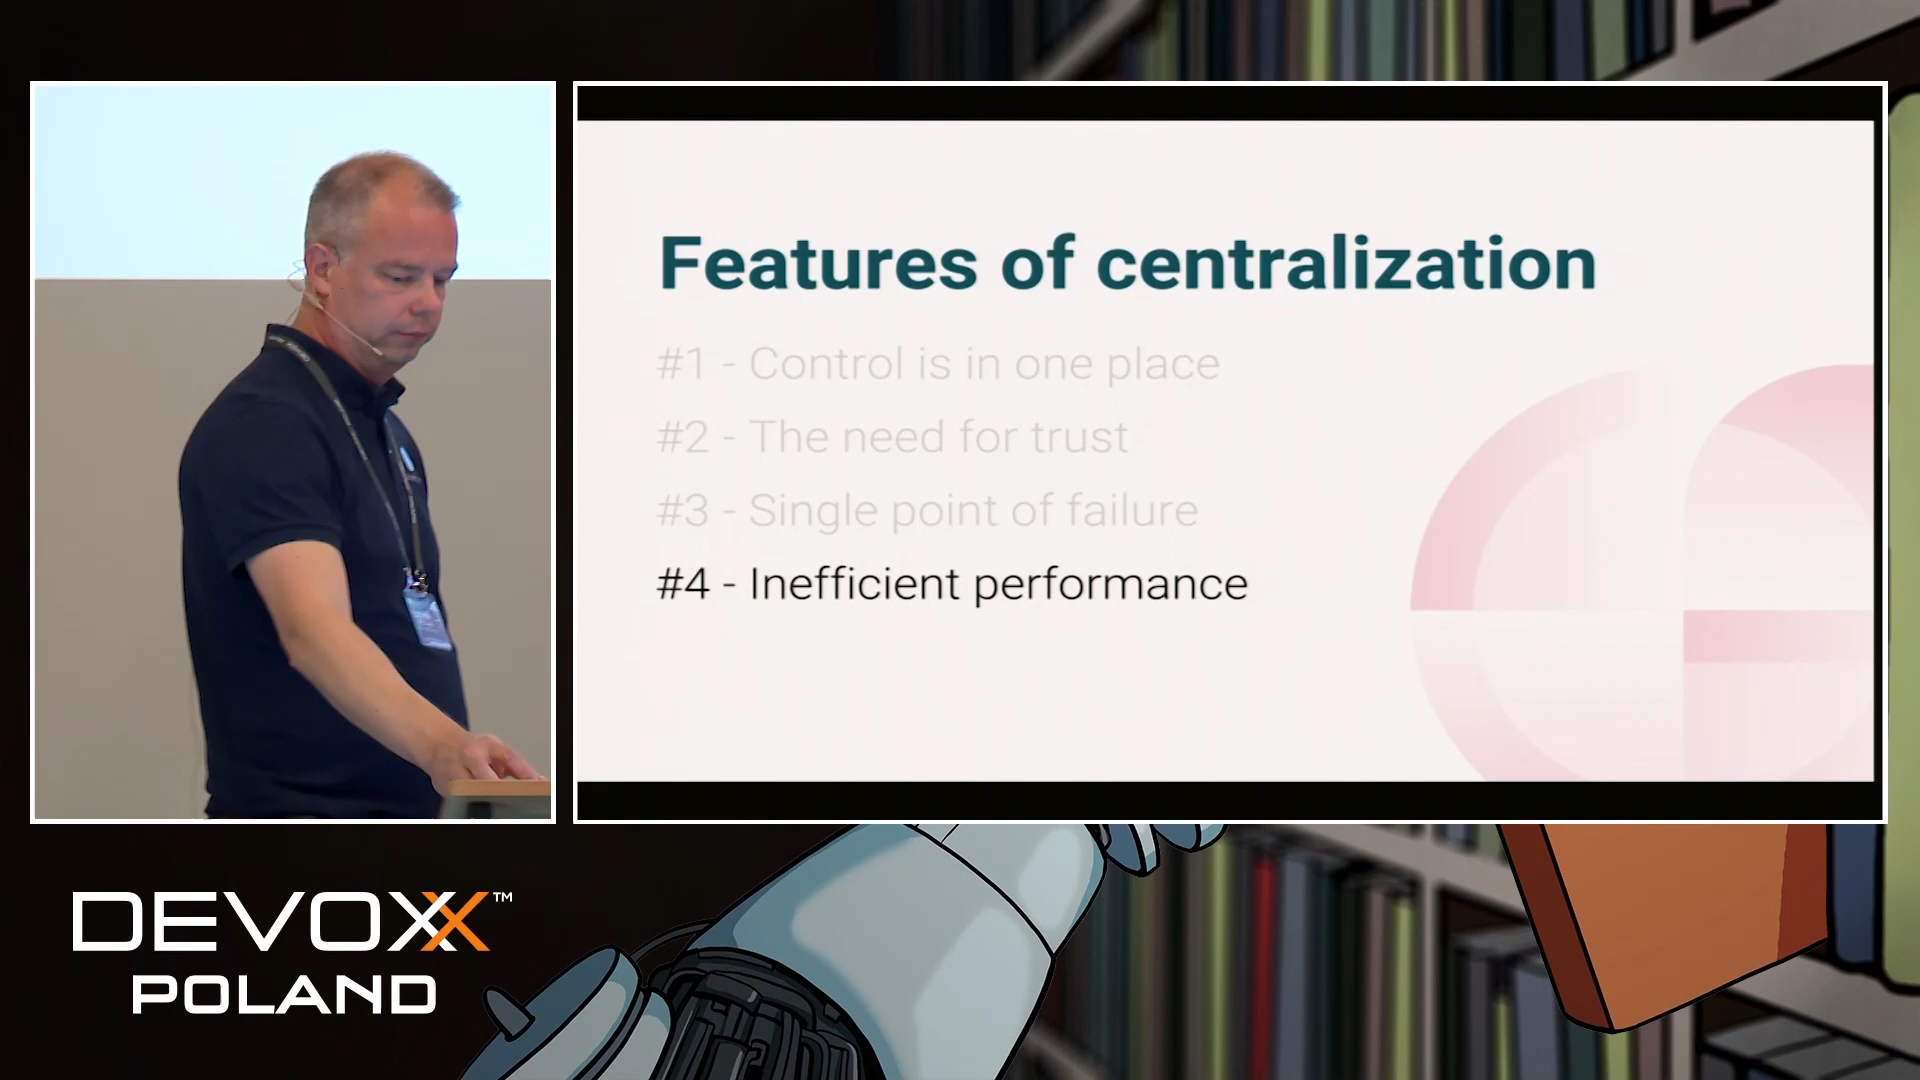 Features of centralization
#1 - Control is in one place
#2 - The need for trust
#3 - Single point of failure
#4 - Inefficient performance
DEVOXX™
POLAND